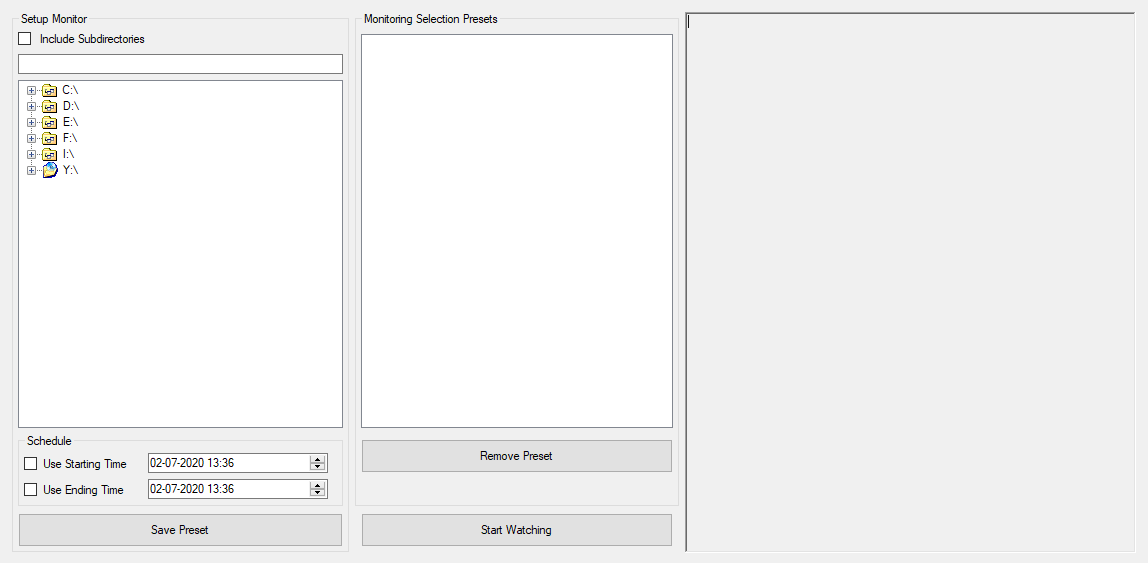 Setup Monitor
Include Subdirectories
C:\
D:\
E:\
F:\
I:\
Y:\
Schedule
Use Starting Time 02-07-2020 13:36
Use Ending Time 02-07-2020 13:36
Save Preset
Monitoring Selection Presets
Remove Preset
Start Watching